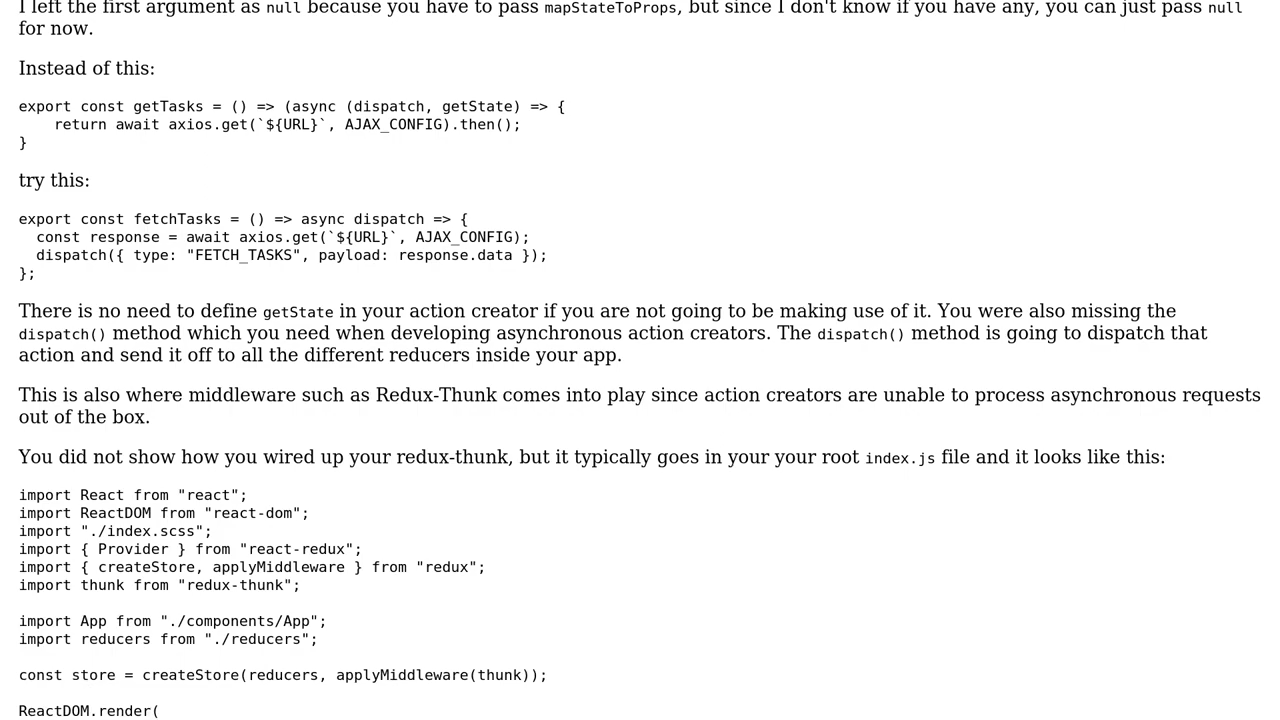 I left the first argument as null because you have to pass mapStateToProps, but since I don't know if you have any, you can just pass null
for now.
Instead of this:
export const getTasks = () => (async (dispatch, getState) => {
    return await axios.get(`${URL}`, AJAX_CONFIG).then();
}
try this:
export const fetchTasks = () => async dispatch => {
  const response = await axios.get(`${URL}`, AJAX_CONFIG);
  dispatch({ type: "FETCH_TASKS", payload: response.data });
};
There is no need to define getState in your action creator if you are not going to be making use of it. You were also missing the
dispatch() method which you need when developing asynchronous action creators. The dispatch() method is going to dispatch that
action and send it off to all the different reducers inside your app.
This is also where middleware such as Redux-Thunk comes into play since action creators are unable to process asynchronous requests
out of the box.
You did not show how you wired up your redux-thunk, but it typically goes in your your root index.js file and it looks like this:
import React from "react";
import ReactDOM from "react-dom";
import "./index.scss";
import { Provider } from "react-redux";
import { createStore, applyMiddleware } from "redux";
import thunk from "redux-thunk";
import App from "./components/App";
import reducers from "./reducers";
const store = createStore(reducers, applyMiddleware(thunk));
ReactDOM.render(